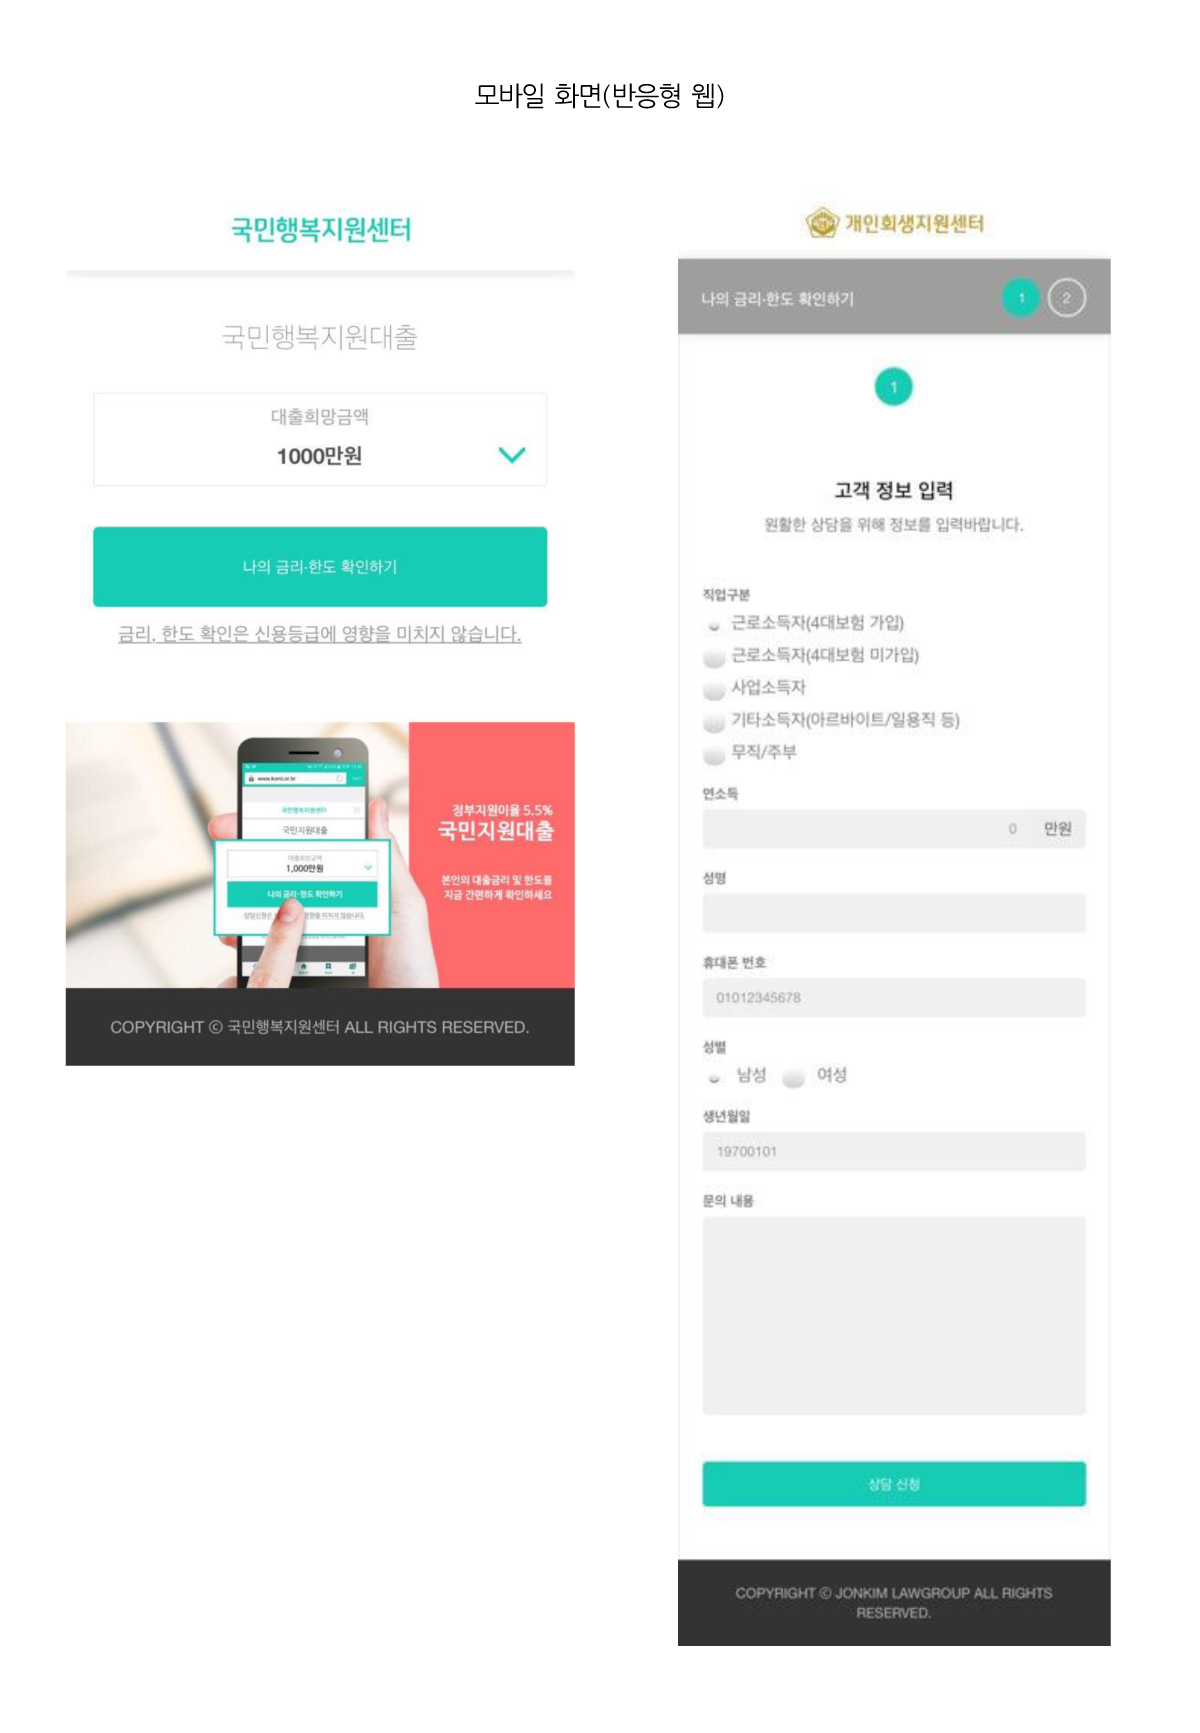 모바일 화면(반응형 웹)
국민행복지원센터
국민행복지원대출
대출희망금액
1000만원
나의 금리·한도 확인하기
금리, 한도 확인은 신용등급에 영향을 미치지 않습니다.
국민행복지원센터
국민지원대출
대출희망금액
1,000만원
나의 금리·한도 확인하기
정부지원이율 5.5%
국민지원대출
본인의 대출금리 및 한도를
지금 간편하게 확인하세요
COPYRIGHT © 국민행복지원센터 ALL RIGHTS RESERVED.
개인회생지원센터
나의 금리·한도 확인하기
1 2
1
고객 정보 입력
원활한 상담을 위해 정보를 입력바랍니다.
직업구분
근로소득자(4대보험 가입)
근로소득자(4대보험 미가입)
사업소득자
기타소득자(아르바이트/일용직 등)
무직/주부
연소득
0 만원
성명
휴대폰 번호
01012345678
성별
남성 여성
생년월일
19700101
문의 내용
상담 신청
COPYRIGHT © JONKIM LAWGROUP ALL RIGHTS
RESERVED.